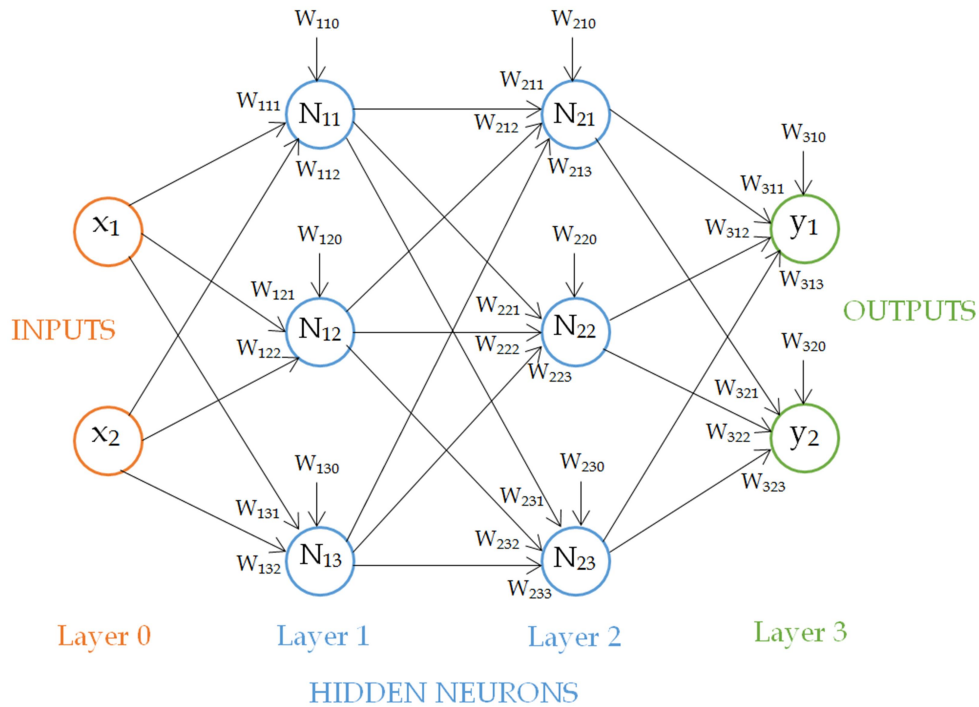 W110
W210
W111
N11
W211
N21
W212
W112
W213
W310
W311
x1
W312
y1
W120
W220
W313
W121
W221
INPUTS
N12
N22
OUTPUTS
W122
W222
W223
W320
W321
x2
W322
y2
W130
W230
W323
W131
W231
N13
W232
N23
W132
W233
Layer 0
Layer 1
Layer 2
Layer 3
HIDDEN NEURONS